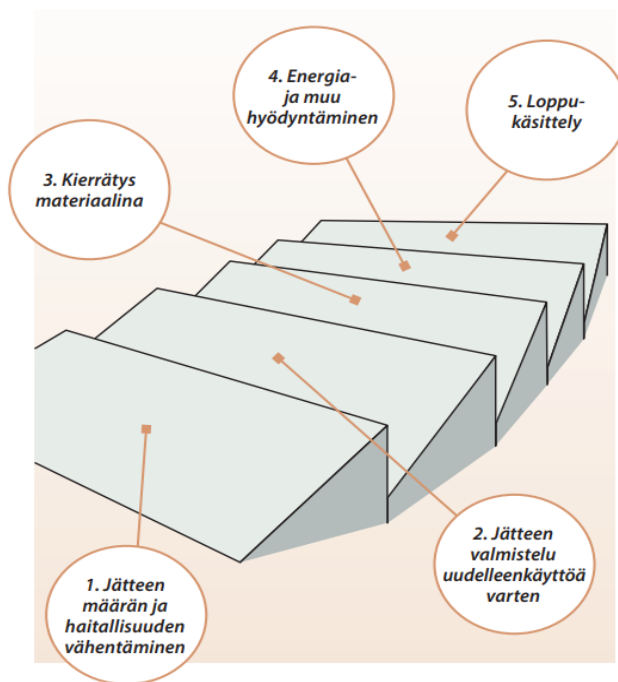 1. Jätteen
määrän ja
haitallisuuden
vähentäminen
2. Jätteen
valmistelu
uudelleenkäyttöä
varten
3. Kierrätys
materiaalina
4. Energia-
ja muu
hyödyntäminen
5. Loppu-
käsittely